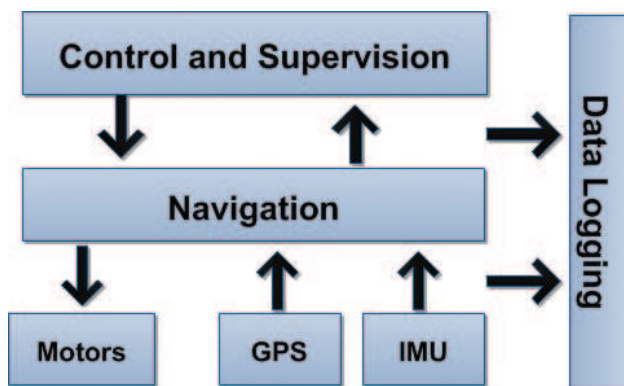 Control and Supervision
Navigation
Motors
GPS
IMU
Data Logging